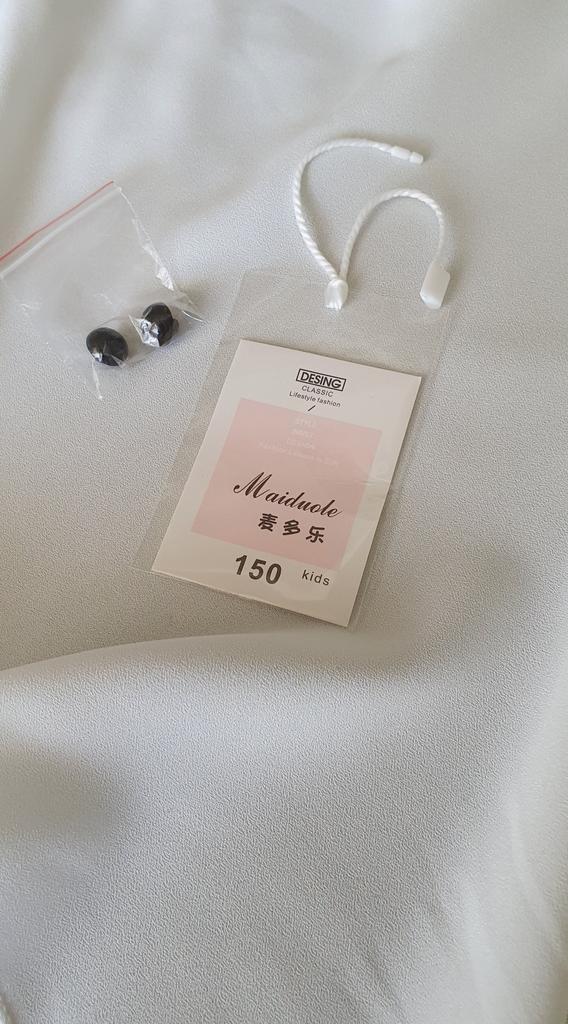 DESING
CLASSIC
Lifestyle fashion
Maiduole
麦多乐
150 kids